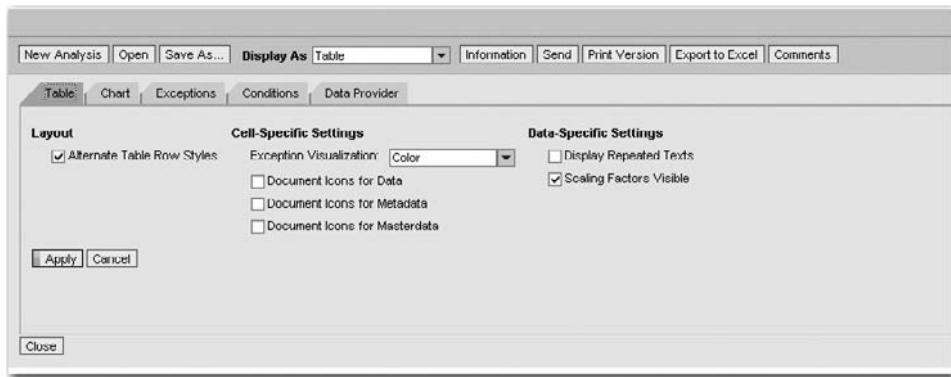 New Analysis Open Save As... Display As Table Information Send Print Version Export to Excel Comments
Table Chart Exceptions Conditions Data Provider
Layout Cell-Specific Settings Data-Specific Settings
Alternate Table Row Styles Exception Visualization: Color Display Repeated Texts
Document Icons for Data Scaling Factors Visible
Document Icons for Metadata
Document Icons for Masterdata
Apply Cancel
Close